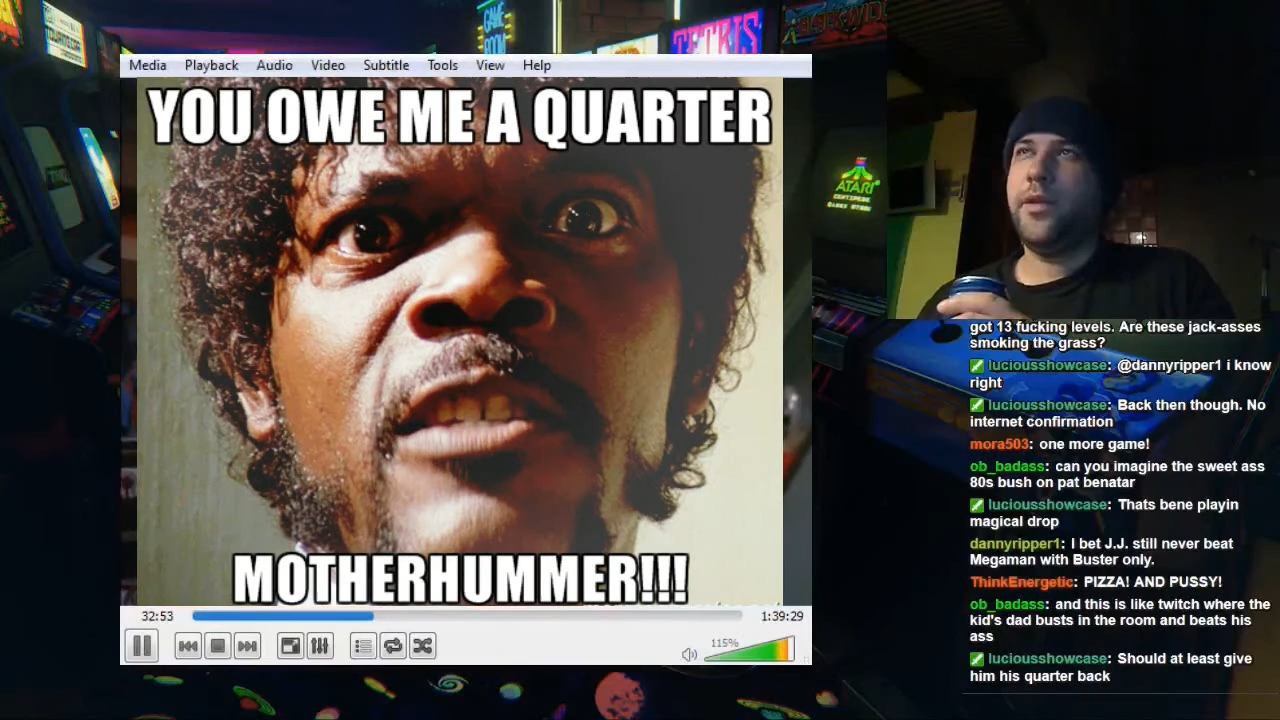 GAME
ROOM
TETRIS
BLACK WIDOW
Media Playback Audio Video Subtitle Tools View Help
YOU OWE ME A QUARTER
MOTHERHUMMER!!!
32:53
1:39:29
115%
ATARI
CENTIPEDE
got 13 fucking levels. Are these jack-asses
smoking the grass?
luciousshowcase: @dannyripper1 i know
right
luciousshowcase: Back then though. No
internet confirmation
mora503: one more game!
ob_badass: can you imagine the sweet ass
80s bush on pat benatar
luciousshowcase: Thats bene playin
magical drop
dannyripper1: I bet J.J. still never beat
Megaman with Buster only.
ThinkEnergetic: PIZZA! AND PUSSY!
ob_badass: and this is like twitch where the
kid's dad busts in the room and beats his
ass
luciousshowcase: Should at least give
him his quarter back